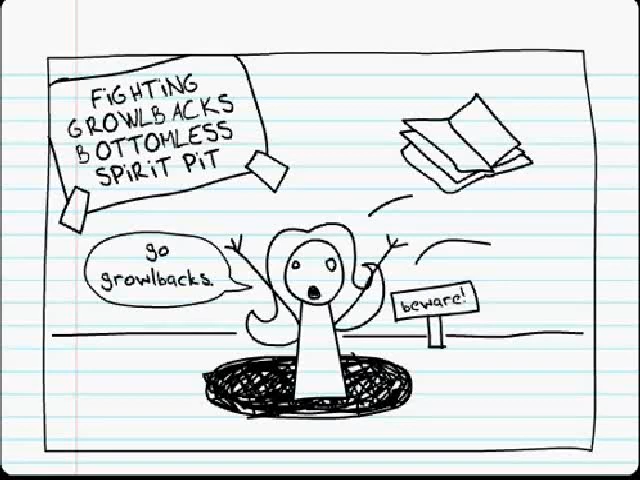 FIGHTING
GROWLBACKS
BOTTOMLESS
SPIRIT PIT
go
growlbacks.
beware!